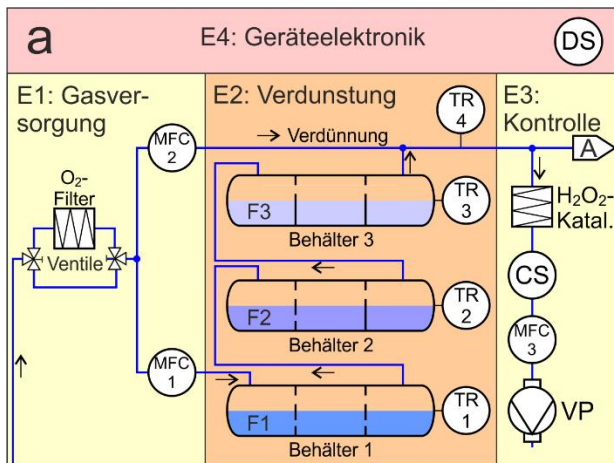 a
E4: Geräteelektronik
DS
E1: Gasver-
sorgung
E2: Verdunstung
E3:
Kontrolle
MFC
2
Verdünnung
TR
4
A
O₂-
Filter
Ventile
F3
TR
3
Behälter 3
H₂O₂-
Katal.
F2
TR
2
Behälter 2
CS
MFC
3
MFC
1
F1
TR
1
Behälter 1
VP